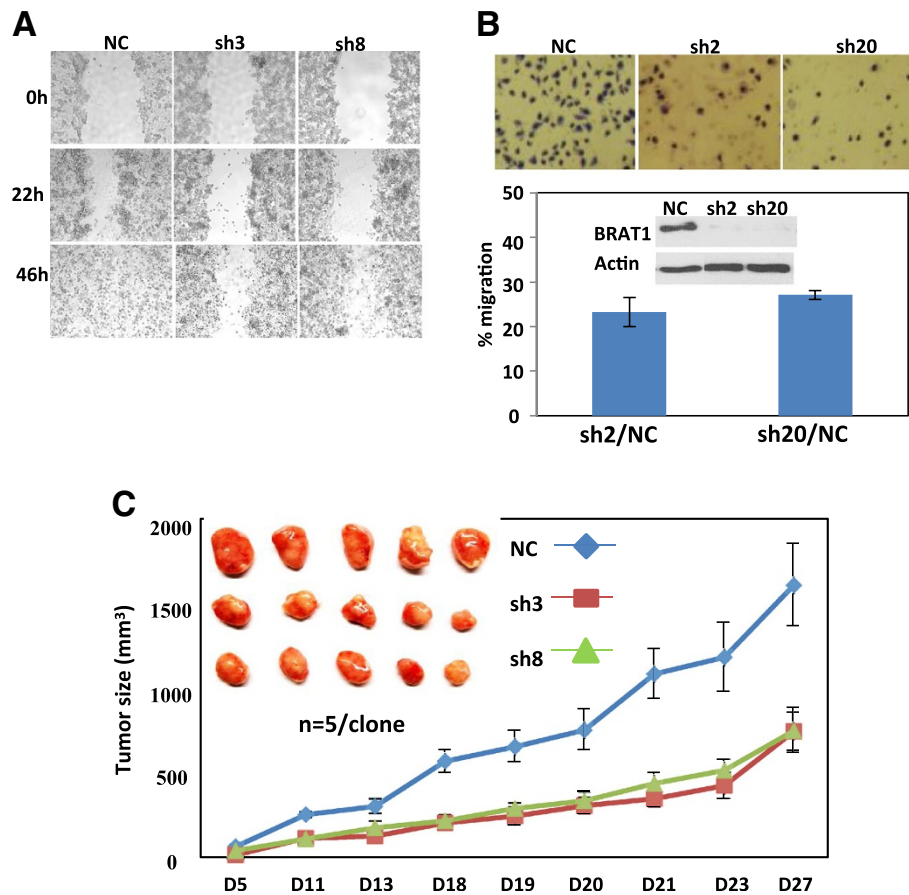 A
NC sh3 sh8
0h
22h
46h
B
NC sh2 sh20
50
40
30
20
10
0
% migration
NC sh2 sh20
BRAT1
Actin
sh2/NC sh20/NC
C
2000
1500
1000
500
0
Tumor size (mm³)
NC
sh3
sh8
n=5/clone
D5 D11 D13 D18 D19 D20 D21 D23 D27